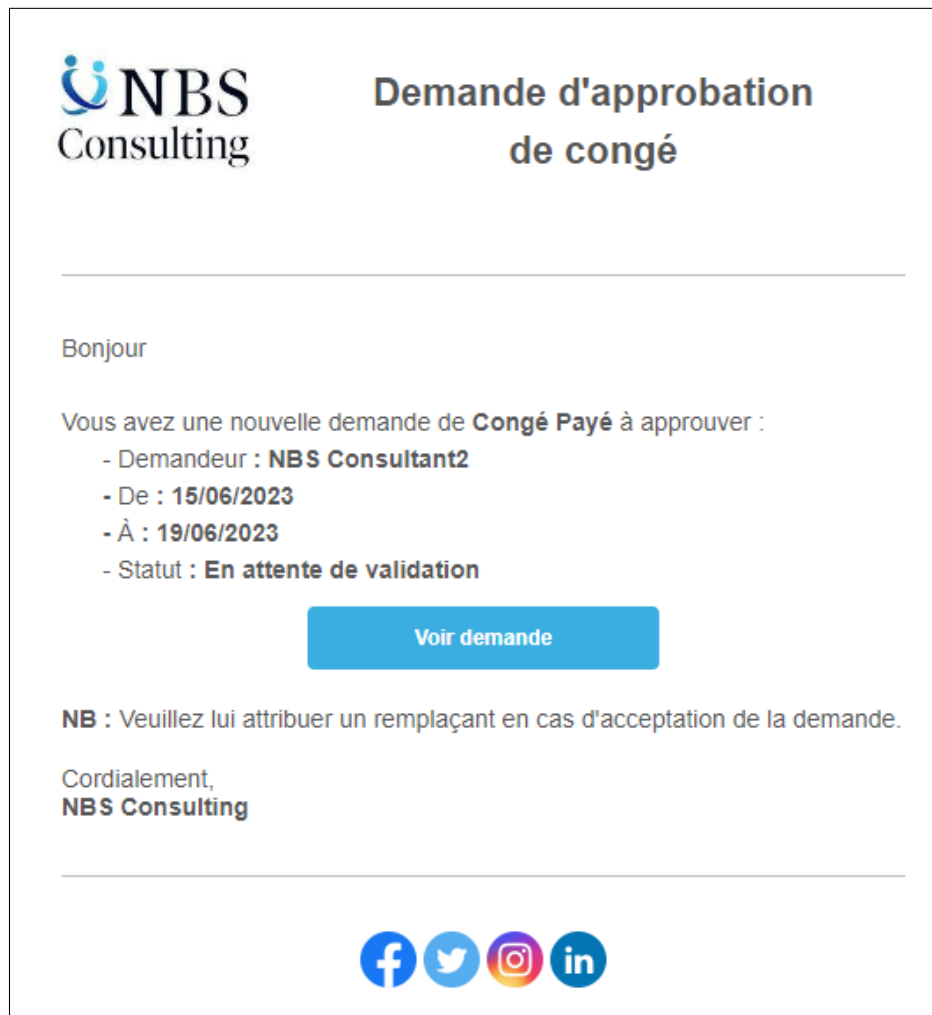 NBS
Consulting
Demande d'approbation
de congé
Bonjour
Vous avez une nouvelle demande de Congé Payé à approuver :
- Demandeur : NBS Consultant2
- De : 15/06/2023
- À : 19/06/2023
- Statut : En attente de validation
Voir demande
NB : Veuillez lui attribuer un remplaçant en cas d'acceptation de la demande.
Cordialement,
NBS Consulting
f
in